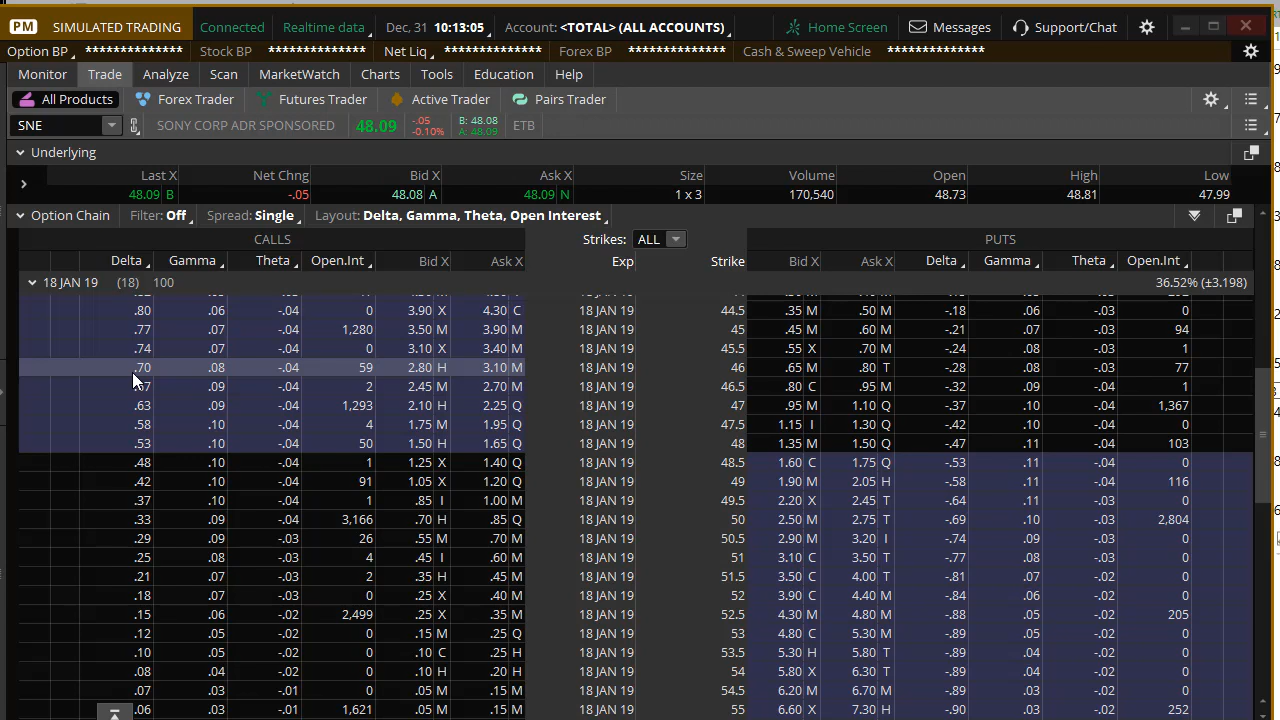 PM SIMULATED TRADING Connected Realtime data Dec, 31 10:13:05 Account: <TOTAL> (ALL ACCOUNTS) Home Screen Messages Support/Chat
Option BP ************** Stock BP ************** Net Liq ************** Forex BP ************** Cash & Sweep Vehicle **************
Monitor Trade Analyze Scan MarketWatch Charts Tools Education Help
All Products Forex Trader Futures Trader Active Trader Pairs Trader
SNE SONY CORP ADR SPONSORED 48.09 -.05 -0.10% B: 48.08 A: 48.09 ETB
Underlying
Last X Net Chng Bid X Ask X Size Volume Open High Low
48.09 B -.05 48.08 A 48.09 N 1 x 3 170,540 48.73 48.81 47.99
Option Chain Filter: Off Spread: Single Layout: Delta, Gamma, Theta, Open Interest
CALLS Strikes: ALL PUTS
Delta Gamma Theta Open.Int Bid X Ask X Exp Strike Bid X Ask X Delta Gamma Theta Open.Int
18 JAN 19 (18) 100 36.52% (±3.198)
.80 .06 -.04 0 3.90 X 4.30 C 18 JAN 19 44.5 .35 M .50 M -.18 .06 -.03 0
.77 .07 -.04 1,280 3.50 M 3.90 M 18 JAN 19 45 .45 M .60 M -.21 .07 -.03 94
.74 .07 -.04 0 3.10 X 3.40 M 18 JAN 19 45.5 .55 X .70 M -.24 .08 -.03 1
.70 .08 -.04 59 2.80 H 3.10 M 18 JAN 19 46 .65 M .80 T -.28 .08 -.03 77
.67 .09 -.04 2 2.45 M 2.70 M 18 JAN 19 46.5 .80 C .95 M -.32 .09 -.04 1
.63 .09 -.04 1,293 2.10 H 2.25 Q 18 JAN 19 47 .95 M 1.10 Q -.37 .10 -.04 1,367
.58 .10 -.04 4 1.75 M 1.95 Q 18 JAN 19 47.5 1.15 I 1.30 Q -.42 .10 -.04 0
.53 .10 -.04 50 1.50 H 1.65 Q 18 JAN 19 48 1.35 M 1.50 Q -.47 .11 -.04 103
.48 .10 -.04 1 1.25 X 1.40 Q 18 JAN 19 48.5 1.60 C 1.75 Q -.53 .11 -.04 0
.42 .10 -.04 91 1.05 X 1.20 Q 18 JAN 19 49 1.90 M 2.05 H -.58 .11 -.04 116
.37 .10 -.04 1 .85 I 1.00 M 18 JAN 19 49.5 2.20 X 2.45 T -.64 .11 -.03 0
.33 .09 -.04 3,166 .70 H .85 Q 18 JAN 19 50 2.50 M 2.75 T -.69 .10 -.03 2,804
.29 .09 -.03 26 .55 M .70 M 18 JAN 19 50.5 2.90 M 3.20 I -.74 .09 -.03 0
.25 .08 -.03 4 .45 I .60 M 18 JAN 19 51 3.10 C 3.50 T -.77 .08 -.03 0
.21 .07 -.03 2 .35 H .45 M 18 JAN 19 51.5 3.50 C 4.00 T -.81 .07 -.02 0
.18 .07 -.03 0 .25 X .40 M 18 JAN 19 52 3.90 C 4.40 M -.84 .06 -.02 0
.15 .06 -.02 2,499 .25 X .35 M 18 JAN 19 52.5 4.30 M 4.80 M -.88 .05 -.02 205
.12 .05 -.02 0 .15 M .25 Q 18 JAN 19 53 4.80 C 5.30 M -.89 .05 -.02 0
.10 .05 -.02 0 .10 C .25 H 18 JAN 19 53.5 5.30 H 5.80 T -.89 .04 -.02 0
.08 .04 -.02 0 .10 H .20 H 18 JAN 19 54 5.80 X 6.30 T -.89 .04 -.02 0
.07 .03 -.01 0 .05 M .15 M 18 JAN 19 54.5 6.20 M 6.70 M -.89 .03 -.02 0
.06 .03 -.01 1,621 .05 M .15 M 18 JAN 19 55 6.60 X 7.30 H -.90 .03 -.02 252